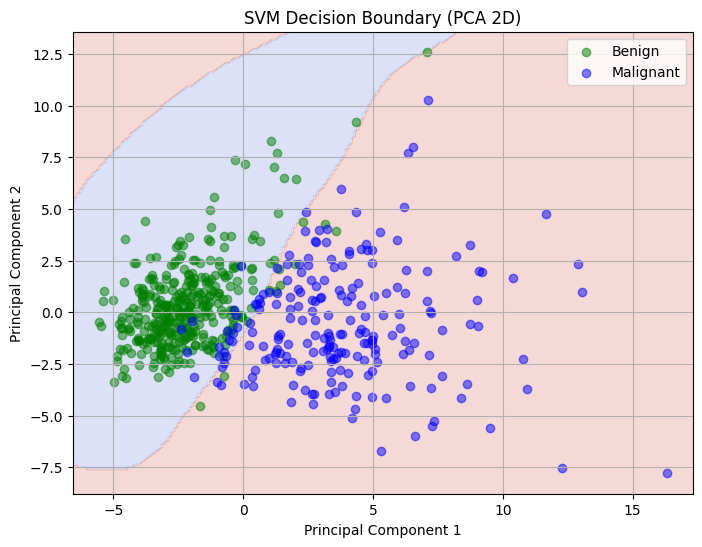 SVM Decision Boundary (PCA 2D)
Benign
Malignant
12.5
10.0
7.5
5.0
2.5
0.0
−2.5
−5.0
−7.5
Principal Component 2
−5
0
5
10
15
Principal Component 1